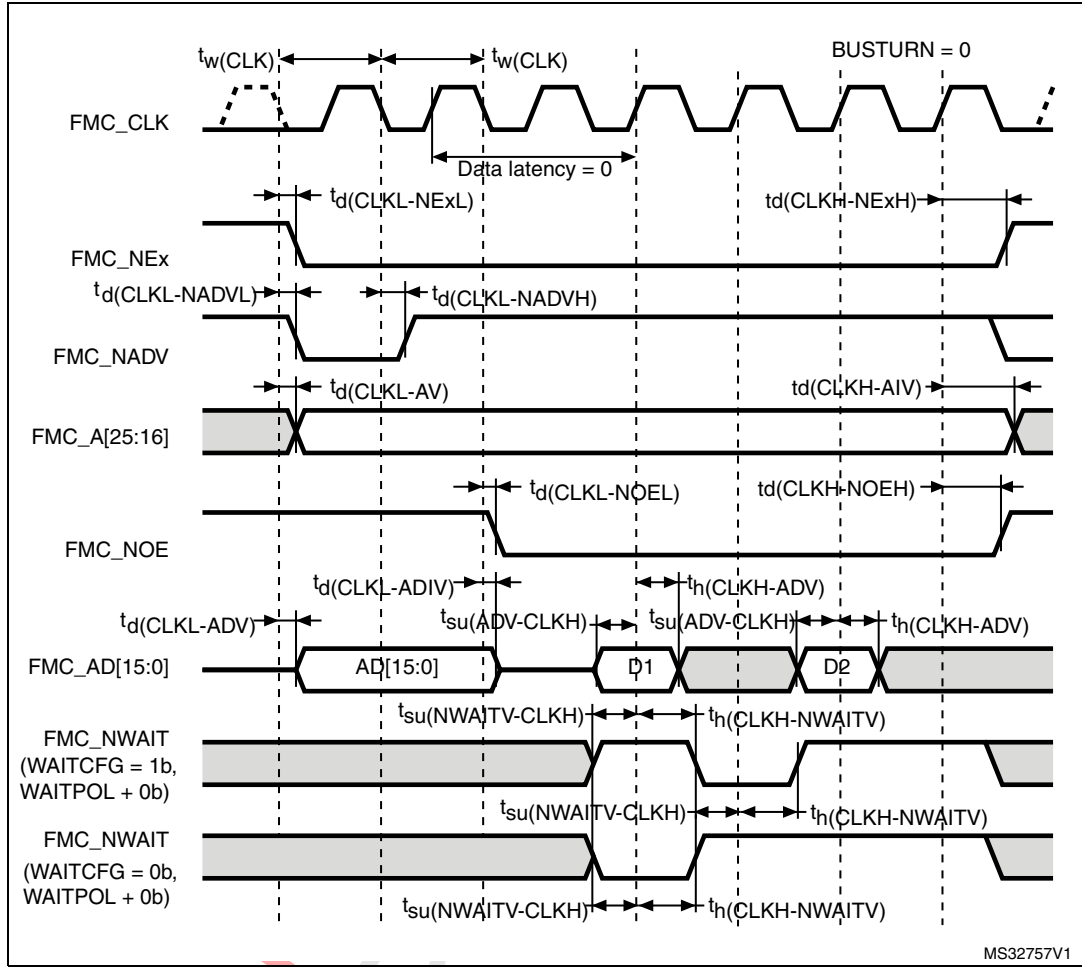 tw(CLK) tw(CLK) BUSTURN = 0
FMC_CLK
Data latency = 0
td(CLKL-NExL) td(CLKH-NExH)
FMC_NEx
td(CLKL-NADVL) td(CLKL-NADVH)
FMC_NADV
td(CLKL-AV) td(CLKH-AIV)
FMC_A[25:16]
td(CLKL-NOEL) td(CLKH-NOEH)
FMC_NOE
td(CLKL-ADIV) th(CLKH-ADV)
td(CLKL-ADV) tsu(ADV-CLKH) tsu(ADV-CLKH) th(CLKH-ADV)
FMC_AD[15:0] AD[15:0] D1 D2
tsu(NWAITV-CLKH) th(CLKH-NWAITV)
FMC_NWAIT
(WAITCFG = 1b,
WAITPOL + 0b)
tsu(NWAITV-CLKH) th(CLKH-NWAITV)
FMC_NWAIT
(WAITCFG = 0b,
WAITPOL + 0b)
tsu(NWAITV-CLKH) th(CLKH-NWAITV)
MS32757V1